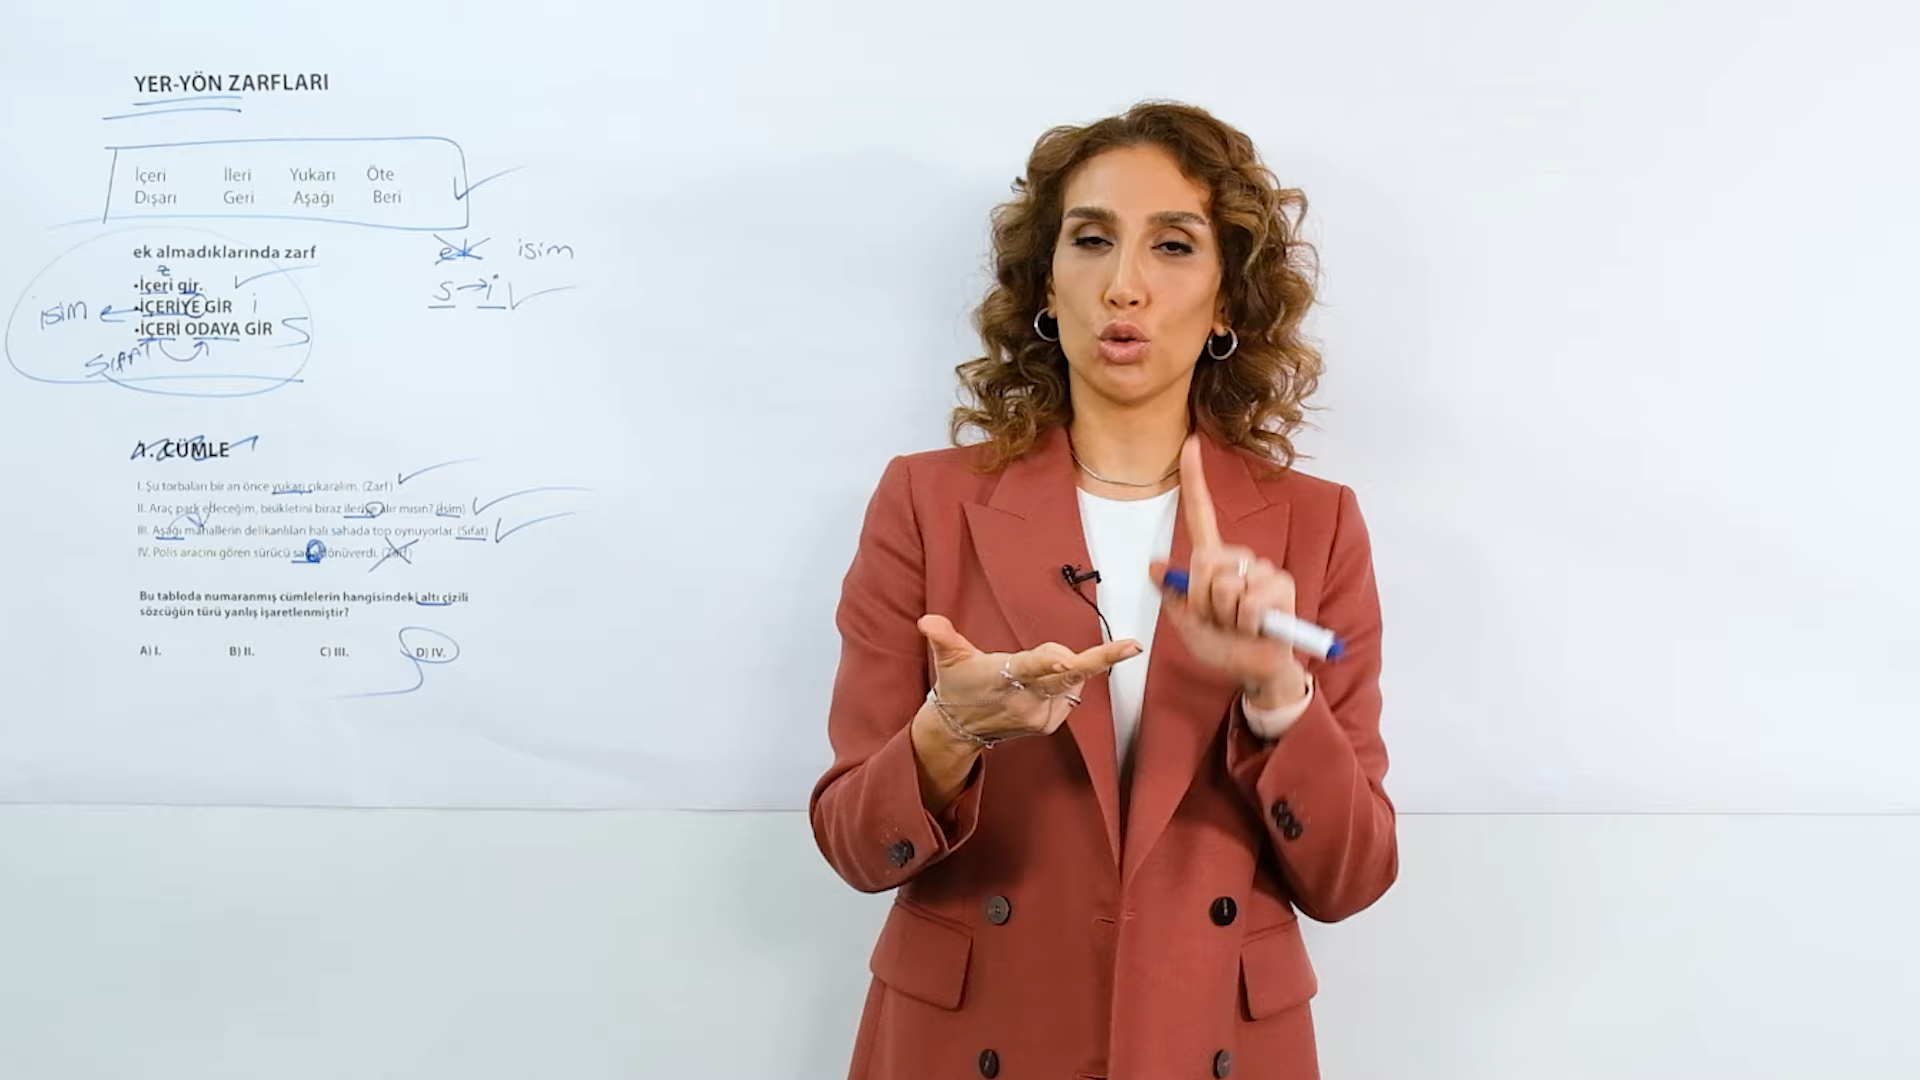 YER-YÖN ZARFLARI
İçeri İleri Yukarı Öte
Dışarı Geri Aşağı Beri
ek almadıklarında zarf
ek isim
z
•İçeri gir.
s→i
isim •İÇERİYE GİR i
•İÇERİ ODAYA GİR S
SIFAT
1. CÜMLE
I. Şu torbaları bir an önce yukarı çıkaralım. (Zarf)
II. Araç park edeceğim, bisikletini biraz ileriye alır mısın? (İsim)
III. Aşağı mahallerin delikanlıları halı sahada top oynuyorlar. (Sıfat)
IV. Polis aracını gören sürücü dönüverdi. (Zarf)
Bu tabloda numaranmış cümlelerin hangisindeki altı çizili
sözcüğün türü yanlış işaretlenmiştir?
A) I. B) II. C) III. D) IV.